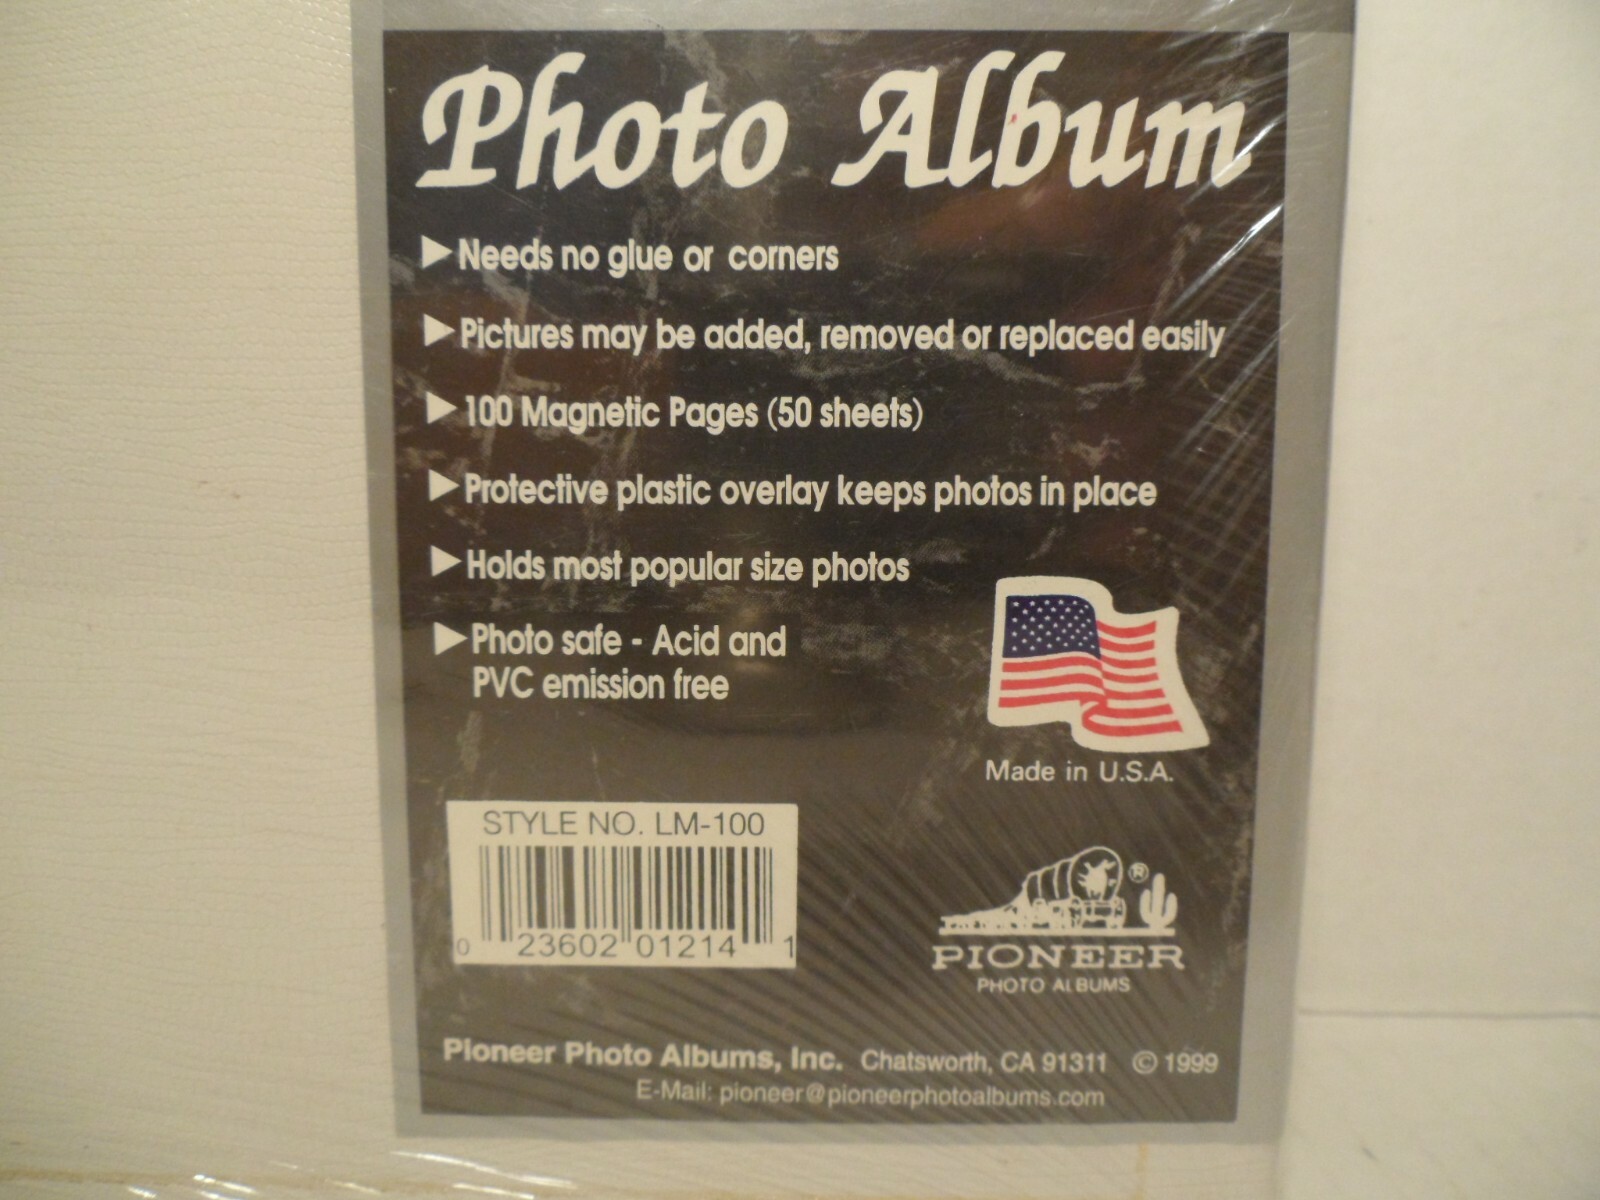 Photo Album
Needs no glue or corners
Pictures may be added, removed or replaced easily
100 Magnetic Pages (50 sheets)
Protective plastic overlay keeps photos in place
Holds most popular size photos
Photo safe - Acid and
PVC emission free
Made in U.S.A.
STYLE NO. LM-100
0 23602 01214 1
®
PIONEER
PHOTO ALBUMS
Pioneer Photo Albums, Inc. Chatsworth, CA 91311 © 1999
E-Mail: pioneer@pioneerphotoalbums.com